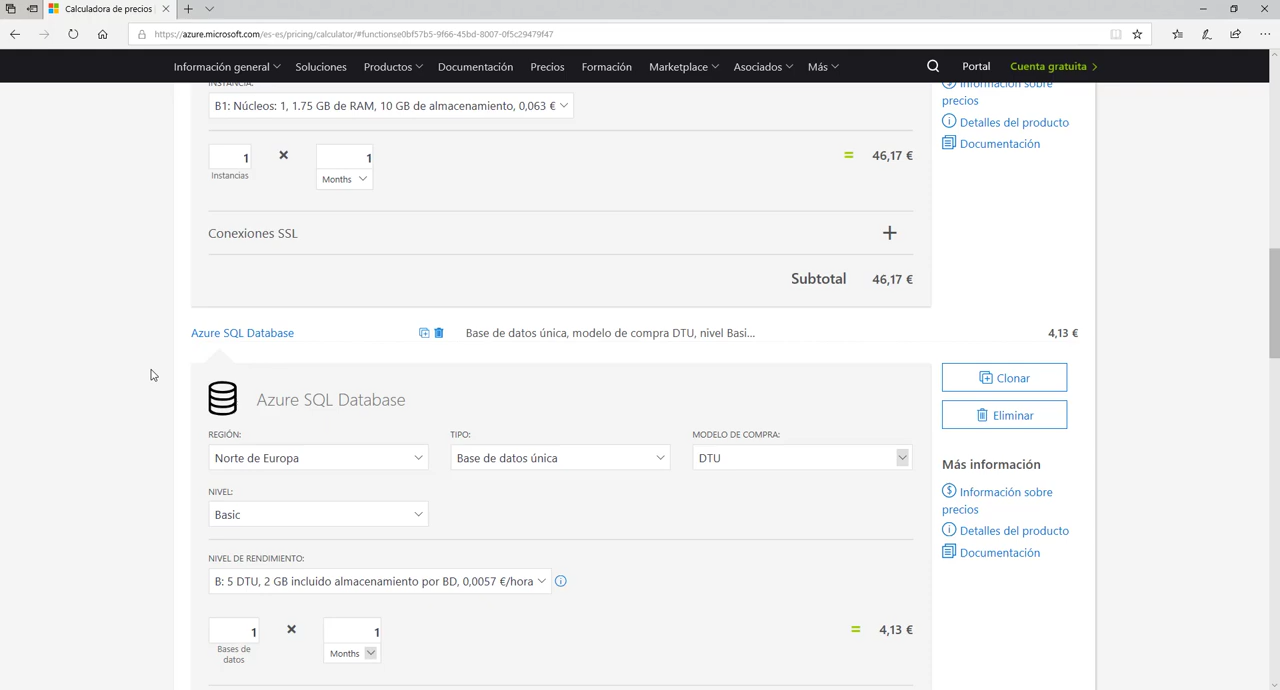 Calculadora de precios
https://azure.microsoft.com/es-es/pricing/calculator/#functionse0bf57b5-9f66-45bd-8007-0f5c29479f47
Información general
Soluciones
Productos
Documentación
Precios
Formación
Marketplace
Asociados
Más
Portal
Cuenta gratuita
INSTANCIA:
B1: Núcleos: 1, 1.75 GB de RAM, 10 GB de almacenamiento, 0,063 €
Información sobre
precios
Detalles del producto
Documentación
1
Instancias
×
1
Months
=
46,17 €
Conexiones SSL
+
Subtotal
46,17 €
Azure SQL Database
Base de datos única, modelo de compra DTU, nivel Basi...
4,13 €
Azure SQL Database
Clonar
Eliminar
REGIÓN:
Norte de Europa
TIPO:
Base de datos única
MODELO DE COMPRA:
DTU
NIVEL:
Basic
Más información
Información sobre
precios
Detalles del producto
Documentación
NIVEL DE RENDIMIENTO:
B: 5 DTU, 2 GB incluido almacenamiento por BD, 0,0057 €/hora
1
Bases de
datos
×
1
Months
=
4,13 €